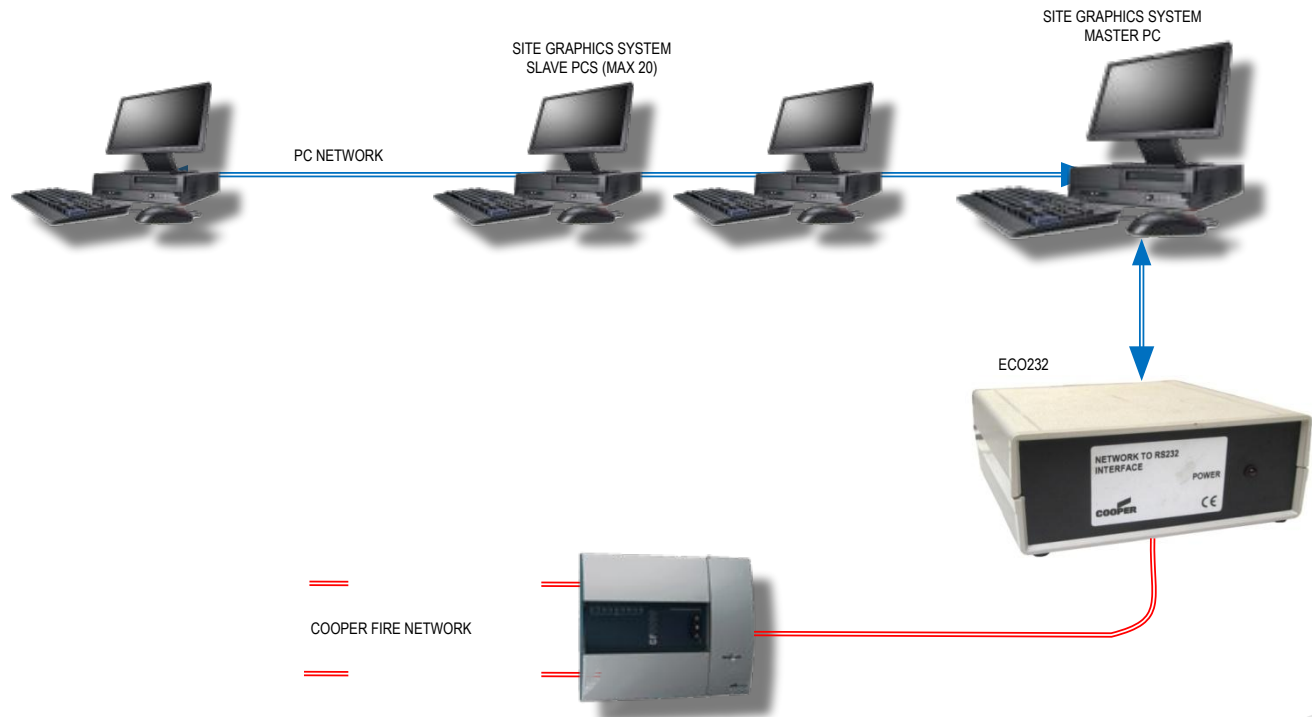 SITE GRAPHICS SYSTEM
MASTER PC
SITE GRAPHICS SYSTEM
SLAVE PCS (MAX 20)
PC NETWORK
ECO232
NETWORK TO RS232
INTERFACE
POWER
COOPER
CE
COOPER FIRE NETWORK